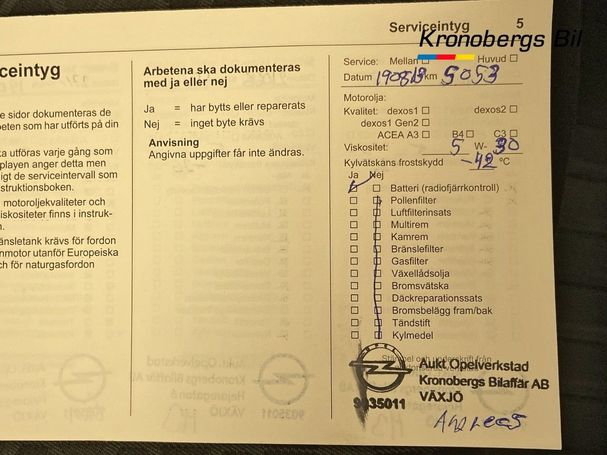 Serviceintyg 5
Kronobergs Bil
ceintyg
e sidor dokumenteras de
beten som har utförts på din
ka utföras varje gång som
playen anger detta men
ligt de serviceintervall som
struktionsboken.
motoroljekvaliteter och
iskositeter finns i instruk-
n.
änsletank krävs för fordon
nmotor utanför Europeiska
ch för naturgasfordon
Arbetena ska dokumenteras
med ja eller nej
Ja = har bytts eller reparerats
Nej = inget byte krävs
Anvisning
Angivna uppgifter får inte ändras.
Service: Mellan Huvud
Datum km 5053
Motorolja:
Kvalitet: dexos1 dexos2
dexos1 Gen2
ACEA A3 B4 C3
Viskositet: 5 W-30
Kylvätskans frostskydd -42 °C
Ja Nej
Batteri (radiofjärrkontroll)
Pollenfilter
Luftfilterinsats
Multirem
Kamrem
Bränslefilter
Gasfilter
Växellådsolja
Bromsvätska
Däckreparationssats
Bromsbelägg fram/bak
Tändstift
Kylmedel
Aukt Opelverkstad
Kronobergs Bilaffär AB
VÄXJÖ
9035011
Andreas